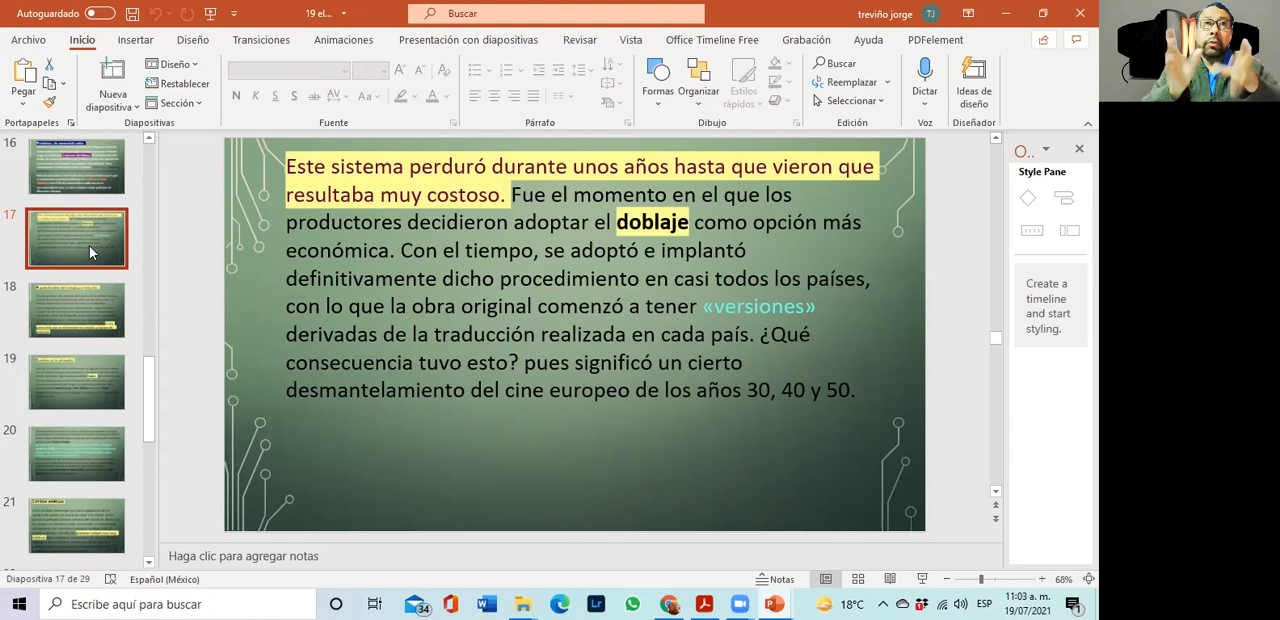 Autoguardado
19 el...
Buscar
treviño jorge
TJ
Archivo
Inicio
Insertar
Diseño
Transiciones
Animaciones
Presentación con diapositivas
Revisar
Vista
Office Timeline Free
Grabación
Ayuda
PDFelement
Pegar
Nueva diapositiva
Diseño
Restablecer
Sección
N K S S ab AV Aa A
Formas
Organizar
Estilos rápidos
Buscar
Reemplazar
Seleccionar
Dictar
Ideas de diseño
Portapapeles
Diapositivas
Fuente
Párrafo
Dibujo
Edición
Voz
Diseñador
16
17
18
19
20
21
Este sistema perduró durante unos años hasta que vieron que
resultaba muy costoso. Fue el momento en el que los
productores decidieron adoptar el doblaje como opción más
económica. Con el tiempo, se adoptó e implantó
definitivamente dicho procedimiento en casi todos los países,
con lo que la obra original comenzó a tener «versiones»
derivadas de la traducción realizada en cada país. ¿Qué
consecuencia tuvo esto? pues significó un cierto
desmantelamiento del cine europeo de los años 30, 40 y 50.
O..
Style Pane
Create a
timeline
and start
styling.
Haga clic para agregar notas
Diapositiva 17 de 29
Español (México)
Notas
68%
Escribe aquí para buscar
34
18°C
ESP
11:03 a. m.
19/07/2021
1